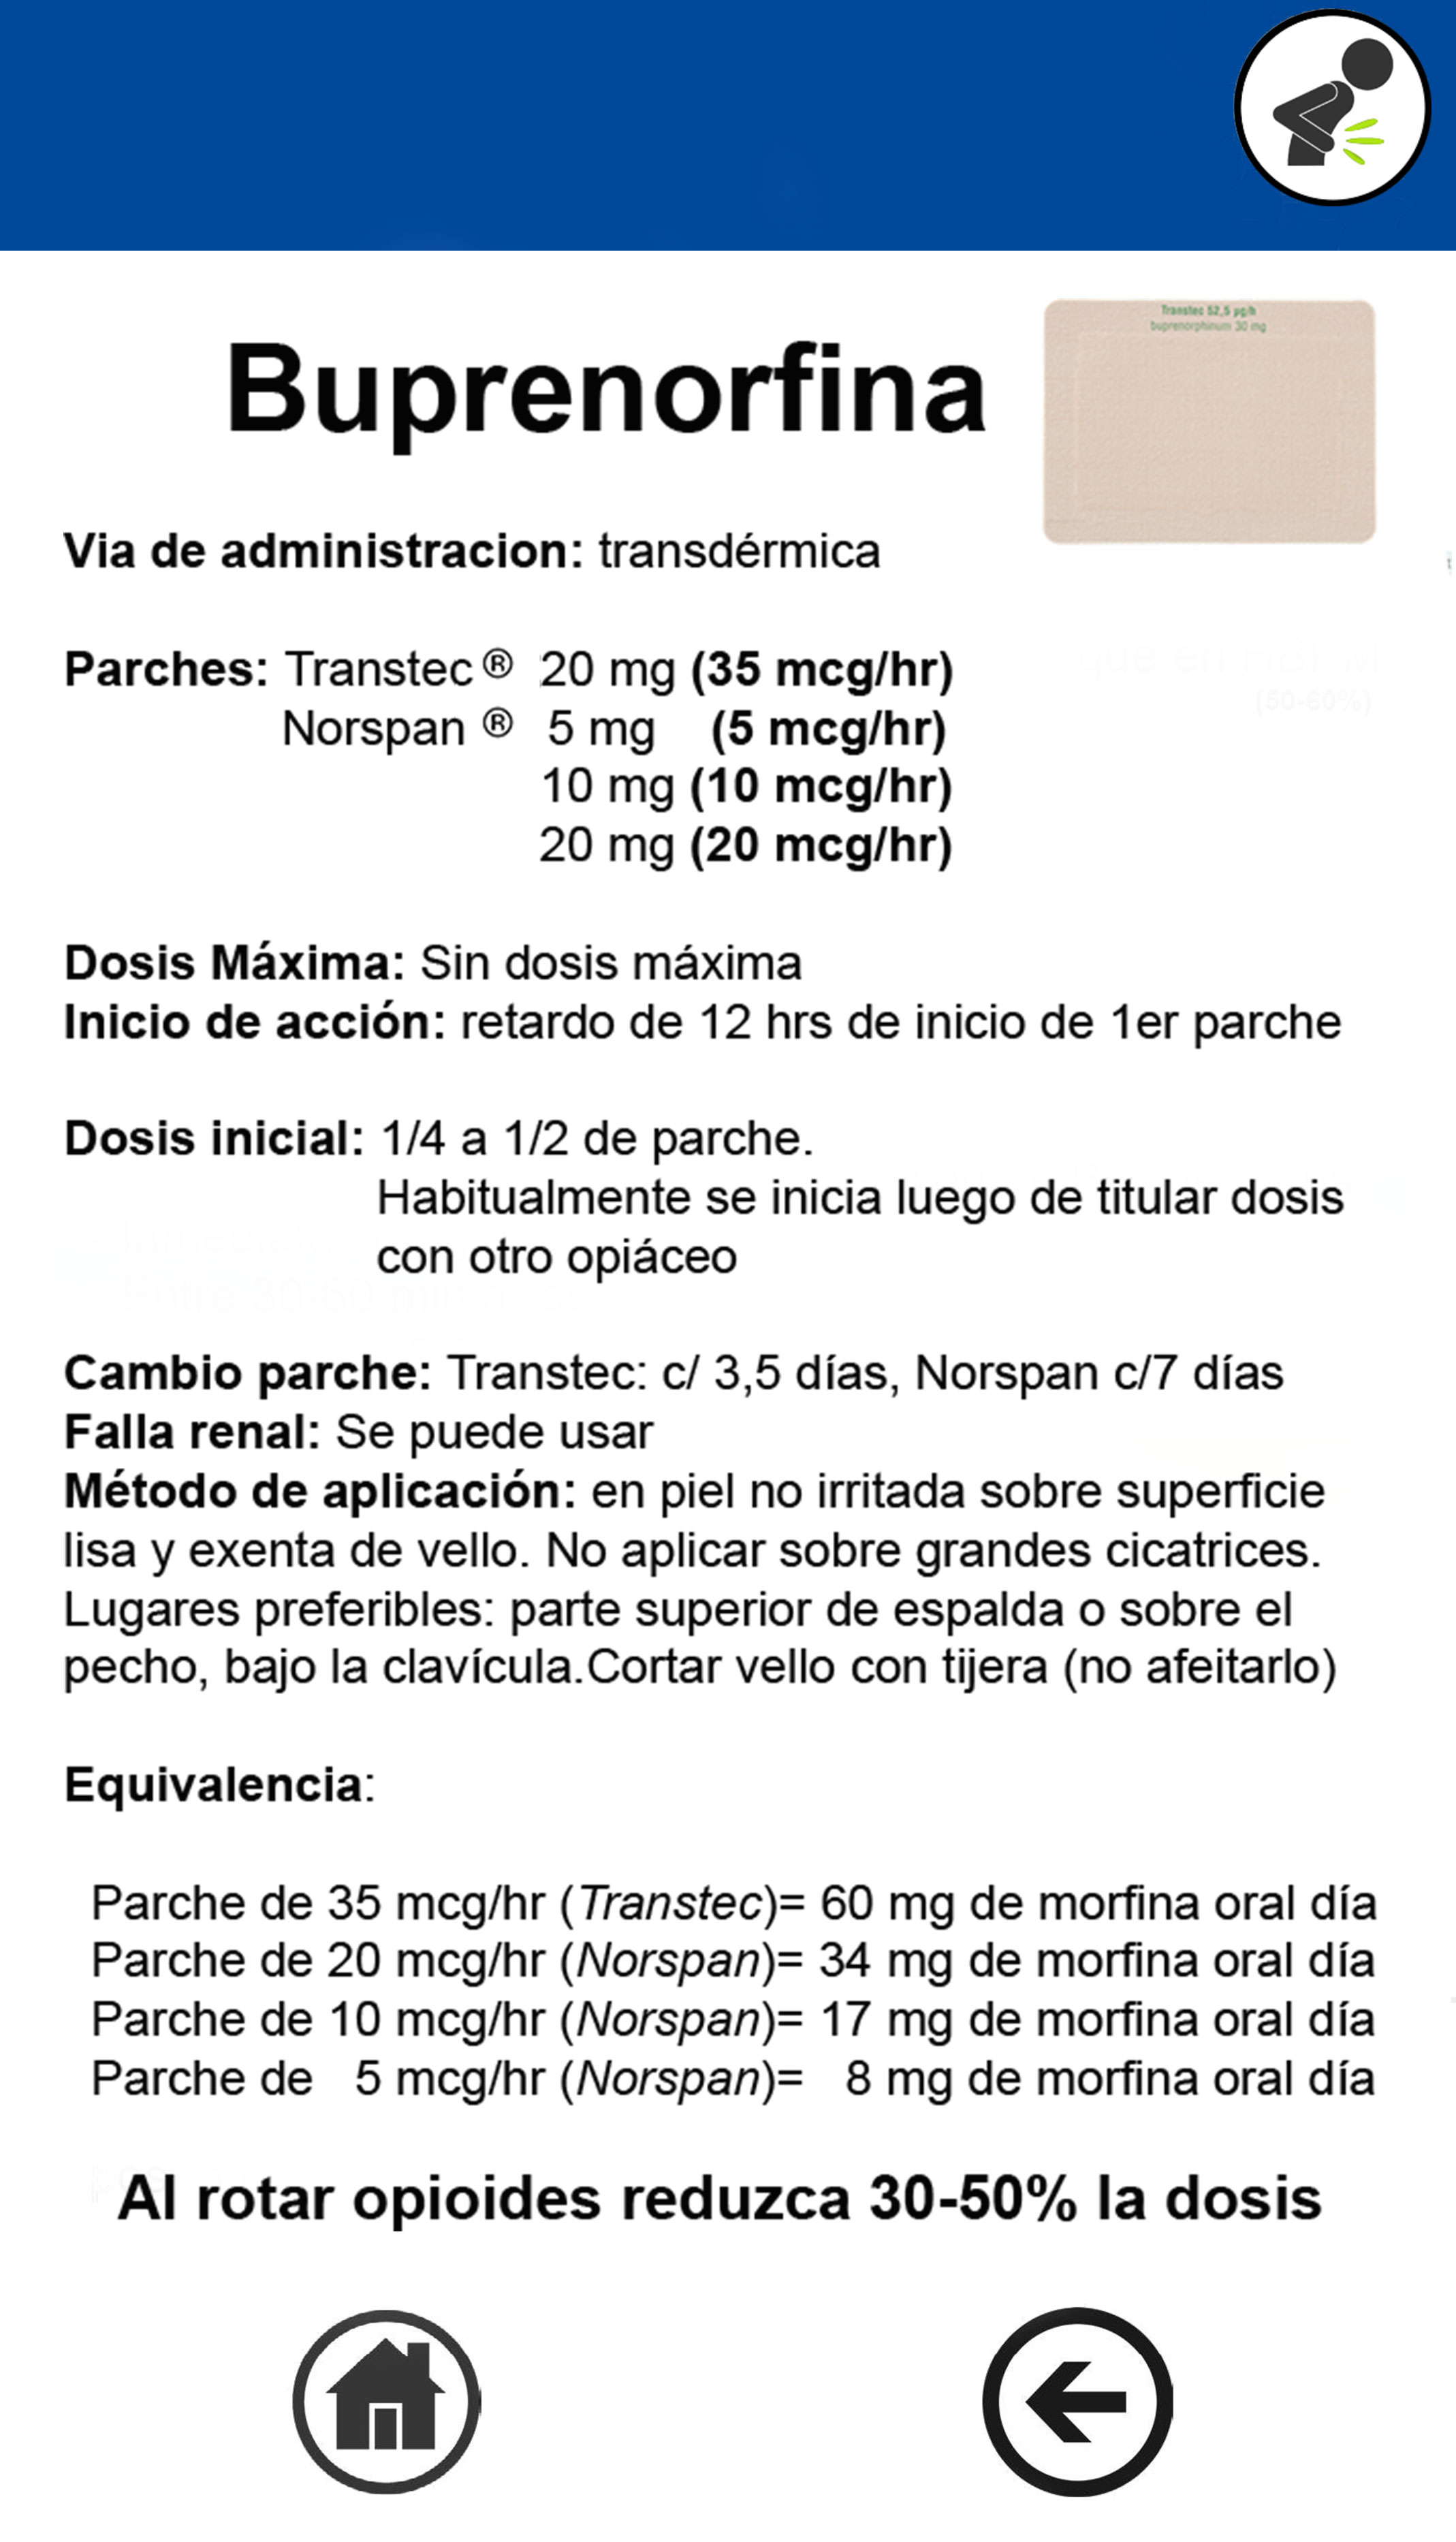 Transtec 52,5 µg/h
buprenorphinum 30 mg
Buprenorfina
Via de administracion: transdérmica
Parches: Transtec ® 20 mg (35 mcg/hr)
Norspan ® 5 mg (5 mcg/hr)
10 mg (10 mcg/hr)
20 mg (20 mcg/hr)
(50-60%)
Dosis Máxima: Sin dosis máxima
Inicio de acción: retardo de 12 hrs de inicio de 1er parche
Dosis inicial: 1/4 a 1/2 de parche.
Habitualmente se inicia luego de titular dosis
con otro opiáceo
Cambio parche: Transtec: c/ 3,5 días, Norspan c/7 días
Falla renal: Se puede usar
Método de aplicación: en piel no irritada sobre superficie
lisa y exenta de vello. No aplicar sobre grandes cicatrices.
Lugares preferibles: parte superior de espalda o sobre el
pecho, bajo la clavícula.Cortar vello con tijera (no afeitarlo)
Equivalencia:
Parche de 35 mcg/hr (Transtec)= 60 mg de morfina oral día
Parche de 20 mcg/hr (Norspan)= 34 mg de morfina oral día
Parche de 10 mcg/hr (Norspan)= 17 mg de morfina oral día
Parche de 5 mcg/hr (Norspan)= 8 mg de morfina oral día
Al rotar opioides reduzca 30-50% la dosis